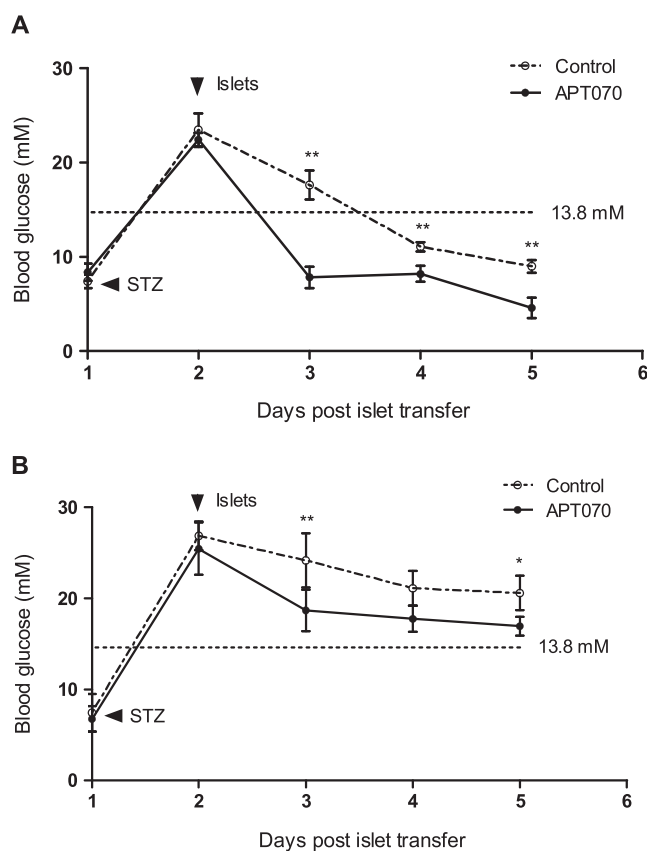 A
Control
APT070
Islets
**
**
**
13.8 mM
STZ
Blood glucose (mM)
30
20
10
0
1 2 3 4 5 6
Days post islet transfer
B
Control
APT070
Islets
**
*
13.8 mM
STZ
Blood glucose (mM)
30
20
10
0
1 2 3 4 5 6
Days post islet transfer